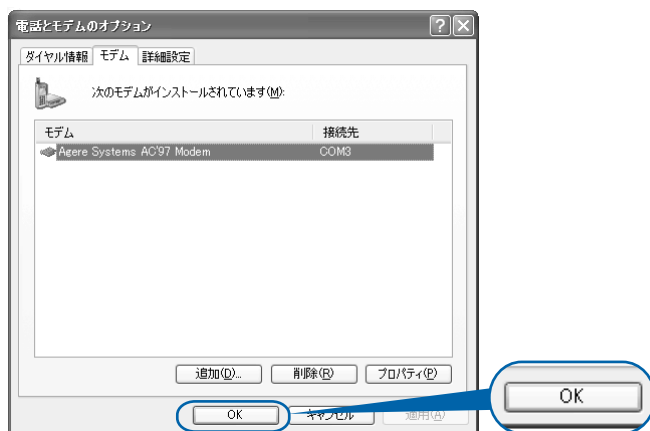 電話とモデムのオプション
ダイヤル情報 モデム 詳細設定
次のモデムがインストールされています(M):
モデム 接続先
Agere Systems AC'97 Modem COM3
追加(D)... 削除(R) プロパティ(P)
OK キャンセル 適用(A)
OK